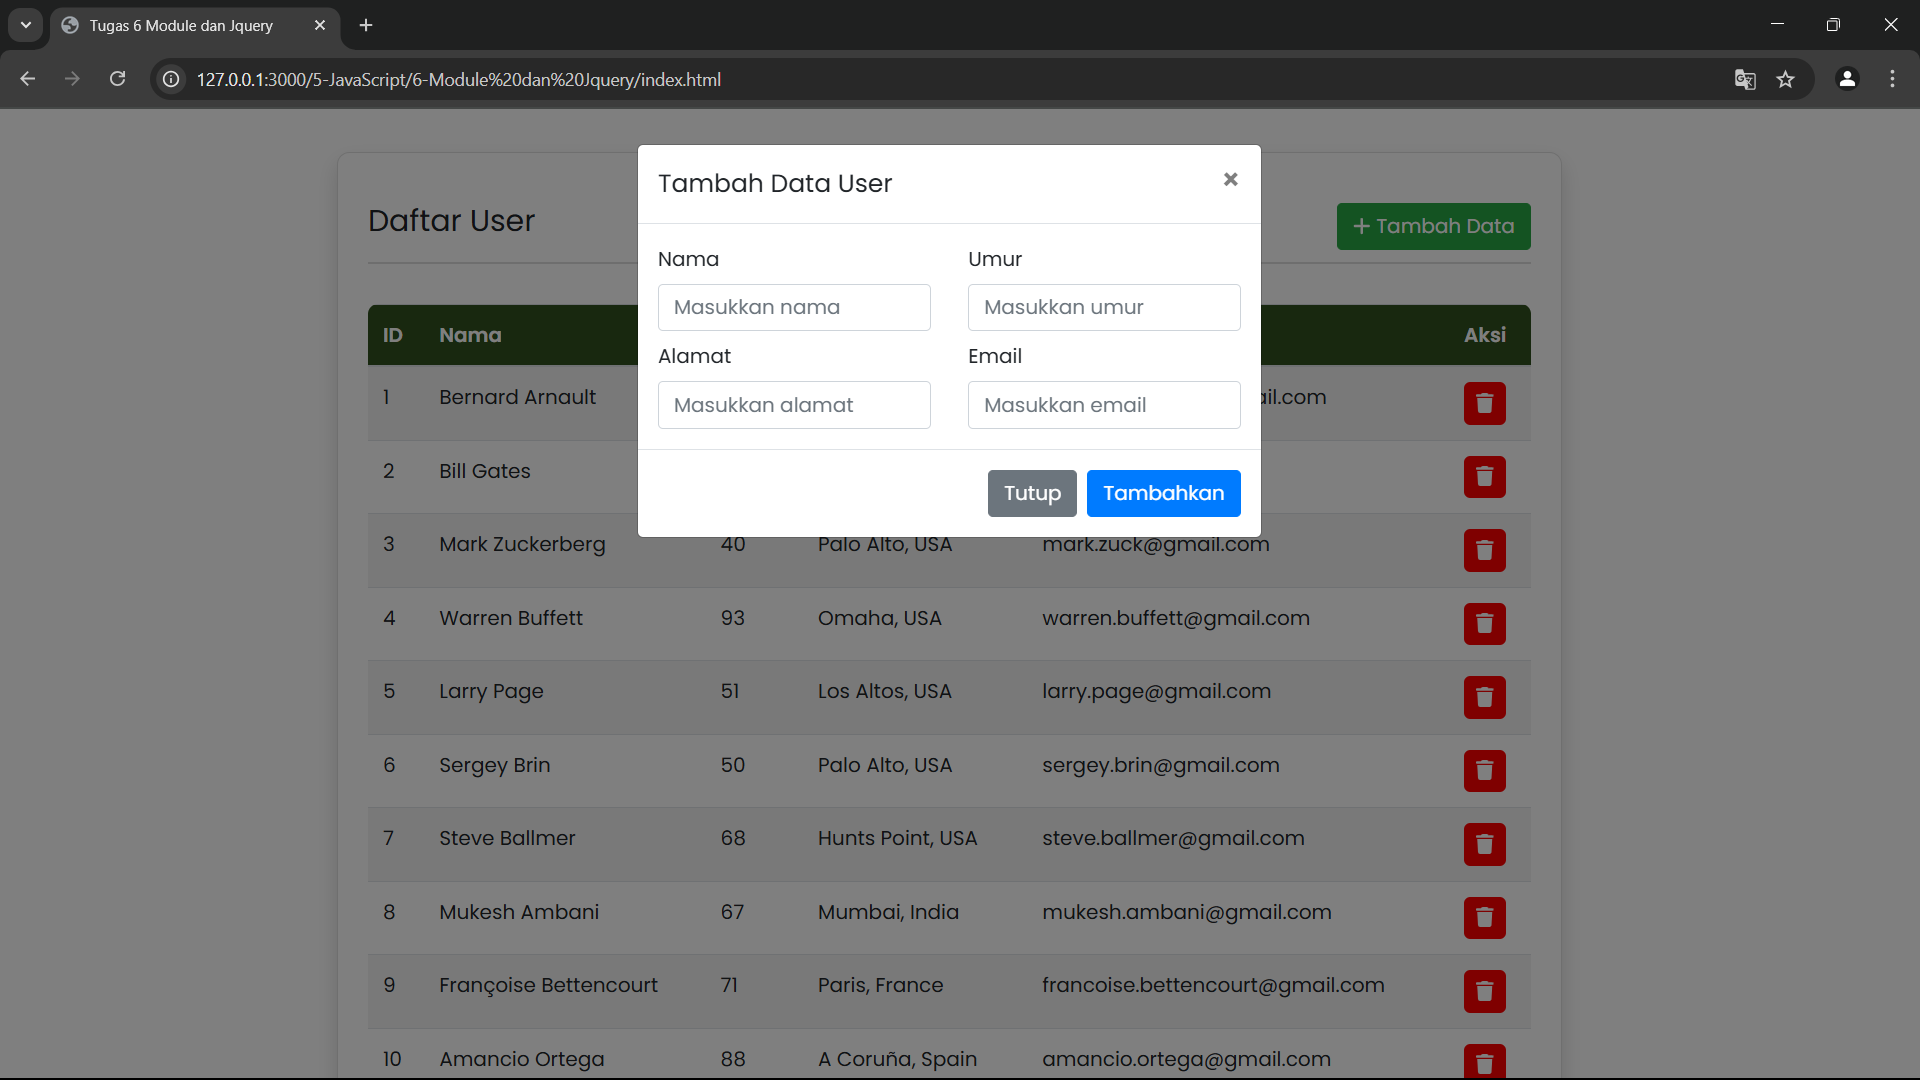 Tugas 6 Module dan Jquery
127.0.0.1:3000/5-JavaScript/6-Module%20dan%20Jquery/index.html
Tambah Data User
Daftar User
+ Tambah Data
Nama
Umur
Masukkan nama
Masukkan umur
Alamat
Email
Masukkan alamat
Masukkan email
Tutup
Tambahkan
ID Nama Aksi
1 Bernard Arnault il.com
2 Bill Gates
3 Mark Zuckerberg 40 Palo Alto, USA mark.zuck@gmail.com
4 Warren Buffett 93 Omaha, USA warren.buffett@gmail.com
5 Larry Page 51 Los Altos, USA larry.page@gmail.com
6 Sergey Brin 50 Palo Alto, USA sergey.brin@gmail.com
7 Steve Ballmer 68 Hunts Point, USA steve.ballmer@gmail.com
8 Mukesh Ambani 67 Mumbai, India mukesh.ambani@gmail.com
9 Françoise Bettencourt 71 Paris, France francoise.bettencourt@gmail.com
10 Amancio Ortega 88 A Coruña, Spain amancio.ortega@gmail.com